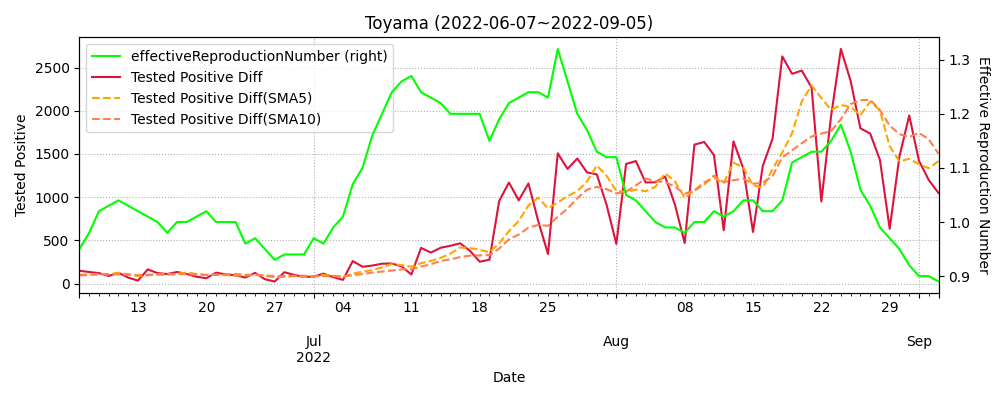 Toyama (2022-06-07~2022-09-05)
effectiveReproductionNumber (right)
Tested Positive Diff
Tested Positive Diff(SMA5)
Tested Positive Diff(SMA10)
Tested Positive
2500
2000
1500
1000
500
0
1.3
1.2
1.1
1.0
0.9
Effective Reproduction Number
13 20 27 04 11 18 25 08 15 22 29
Jul Aug Sep
2022
Date